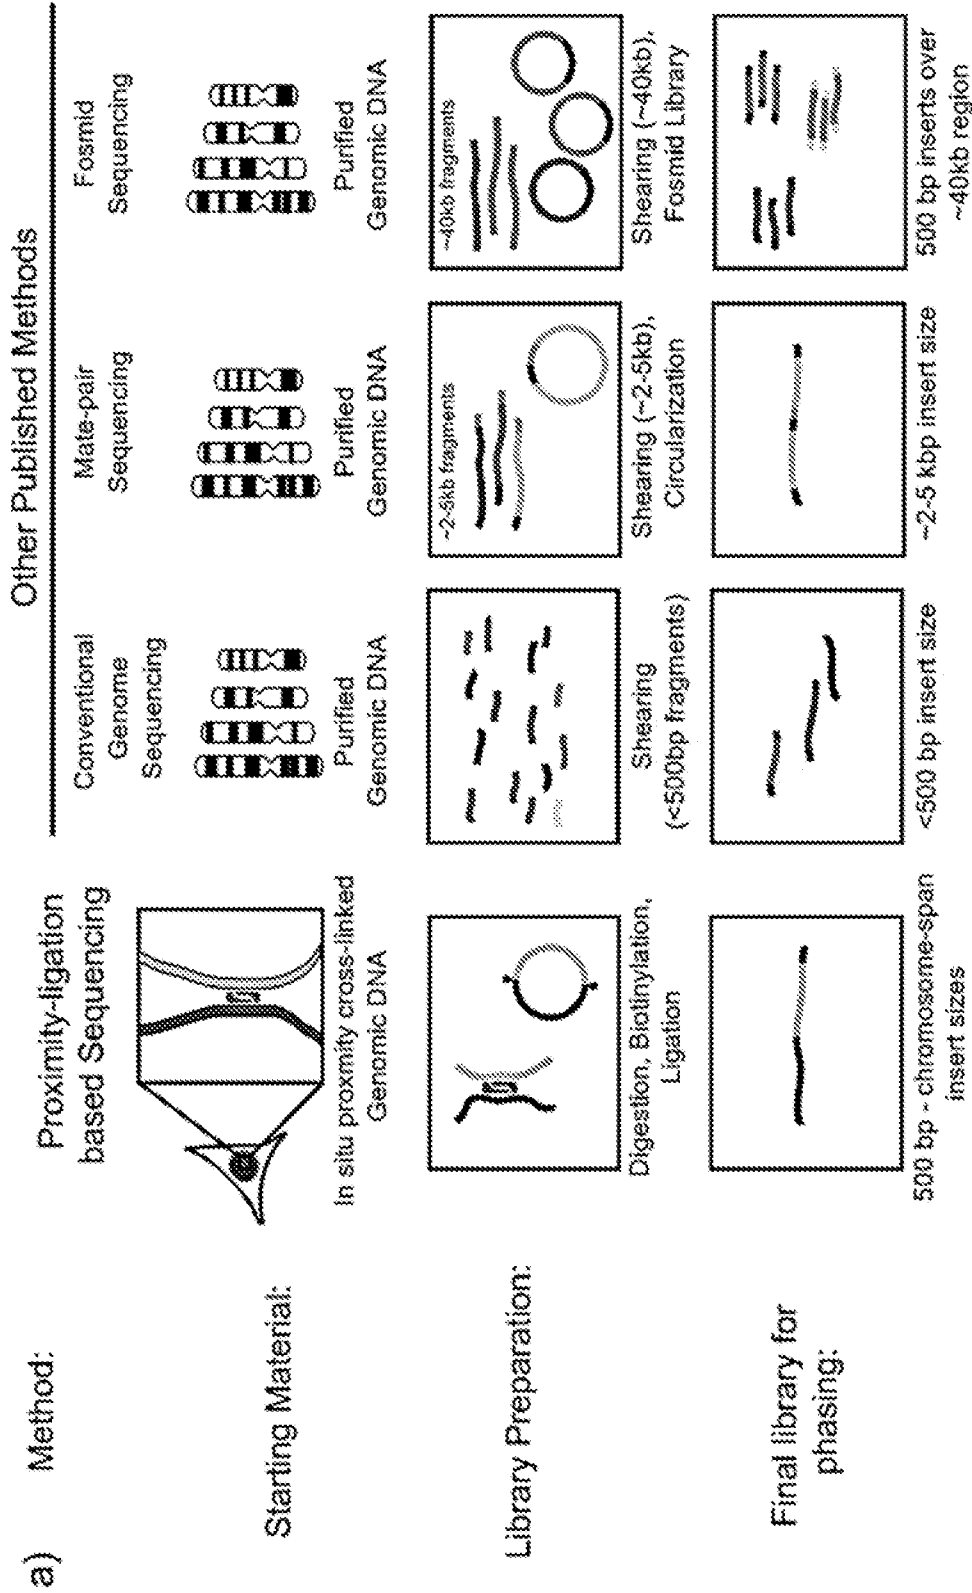 a)
Method:
Proximity-ligation
based Sequencing
Other Published Methods
Conventional
Genome
Sequencing
Mate-pair
Sequencing
Fosmid
Sequencing
Starting Material:
In situ proxmity cross-linked
Genomic DNA
Purified
Genomic DNA
Purified
Genomic DNA
Purified
Genomic DNA
Library Preparation:
Digestion, Biotinylation,
Ligation
Shearing
(<500bp fragments)
~2-5kb fragments
Shearing (~2-5kb),
Circularization
~40kb fragments
Shearing (~40kb),
Fosmid Library
Final library for
phasing:
500 bp - chromosome-span
insert sizes
<500 bp insert size
~2-5 kbp insert size
500 bp inserts over
~40kb region